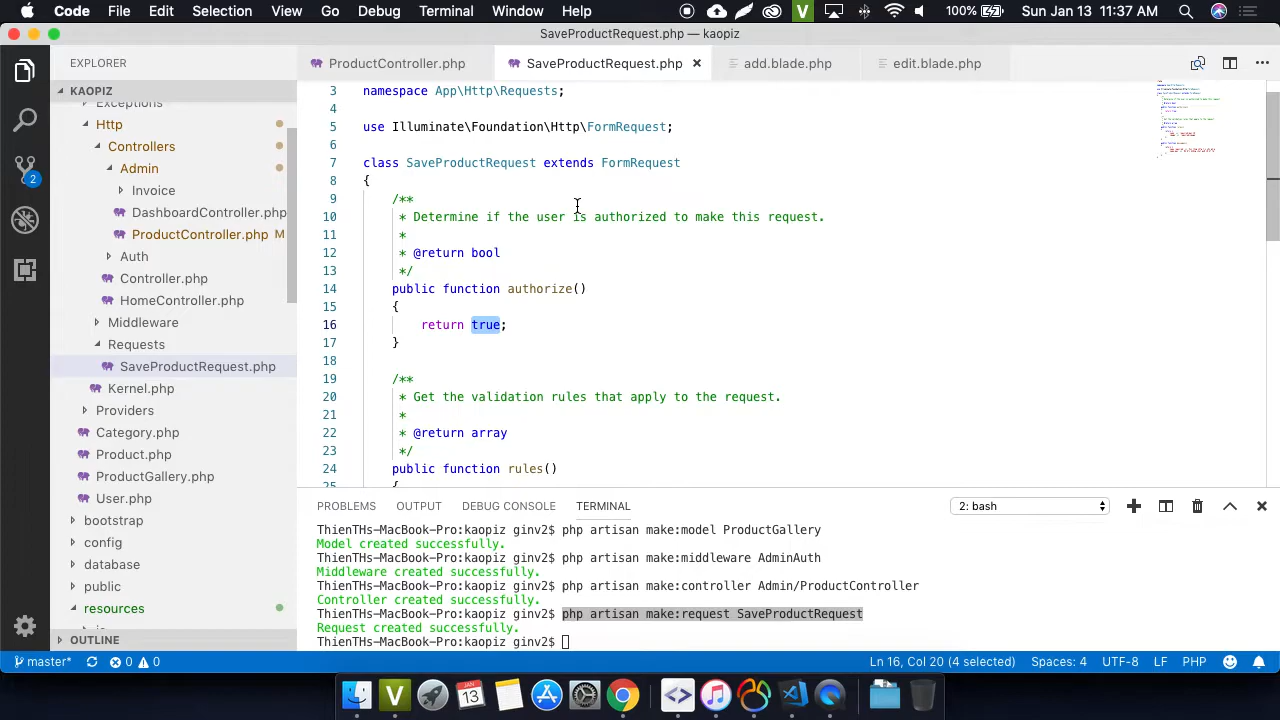 Code File Edit Selection View Go Debug Terminal Window Help 100% Sun Jan 13 11:37 AM
SaveProductRequest.php — kaopiz
EXPLORER
ProductController.php
SaveProductRequest.php
add.blade.php
edit.blade.php
KAOPIZ
Exceptions
Http
Controllers
Admin
Invoice
DashboardController.php
ProductController.php M
Auth
Controller.php
HomeController.php
Middleware
Requests
SaveProductRequest.php
Kernel.php
Providers
Category.php
Product.php
ProductGallery.php
User.php
bootstrap
config
database
public
resources
OUTLINE
2
3 namespace App\Http\Requests;
4
5 use Illuminate\Foundation\Http\FormRequest;
6
7 class SaveProductRequest extends FormRequest
8 {
9 /**
10 * Determine if the user is authorized to make this request.
11 *
12 * @return bool
13 */
14 public function authorize()
15 {
16 return true;
17 }
18
19 /**
20 * Get the validation rules that apply to the request.
21 *
22 * @return array
23 */
24 public function rules()
25 {
PROBLEMS OUTPUT DEBUG CONSOLE TERMINAL 2: bash
ThienTHs-MacBook-Pro:kaopiz ginv2$ php artisan make:model ProductGallery
Model created successfully.
ThienTHs-MacBook-Pro:kaopiz ginv2$ php artisan make:middleware AdminAuth
Middleware created successfully.
ThienTHs-MacBook-Pro:kaopiz ginv2$ php artisan make:controller Admin/ProductController
Controller created successfully.
ThienTHs-MacBook-Pro:kaopiz ginv2$ php artisan make:request SaveProductRequest
Request created successfully.
ThienTHs-MacBook-Pro:kaopiz ginv2$
master* 0 0 Ln 16, Col 20 (4 selected) Spaces: 4 UTF-8 LF PHP
JAN
13